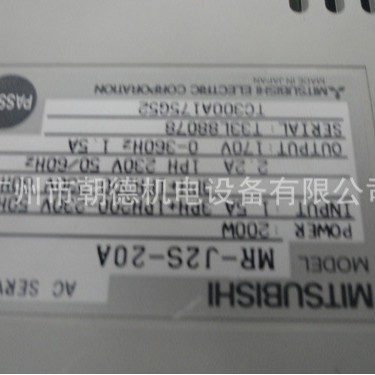 MITSUBISHI AC SERV
MODEL MR-J2S-20A
POWER : 200W
INPUT : 1.5A 3PH+1PH200-230V 50H
2.2A 1PH 230V 50/60Hz
OUTPUT: 170V 0-360Hz 1.5A
SERIAL: T33L88078
TC300A175G52
PASS
MITSUBISHI ELECTRIC CORPORATION
MADE IN JAPAN
州市朝德机电设备有限公